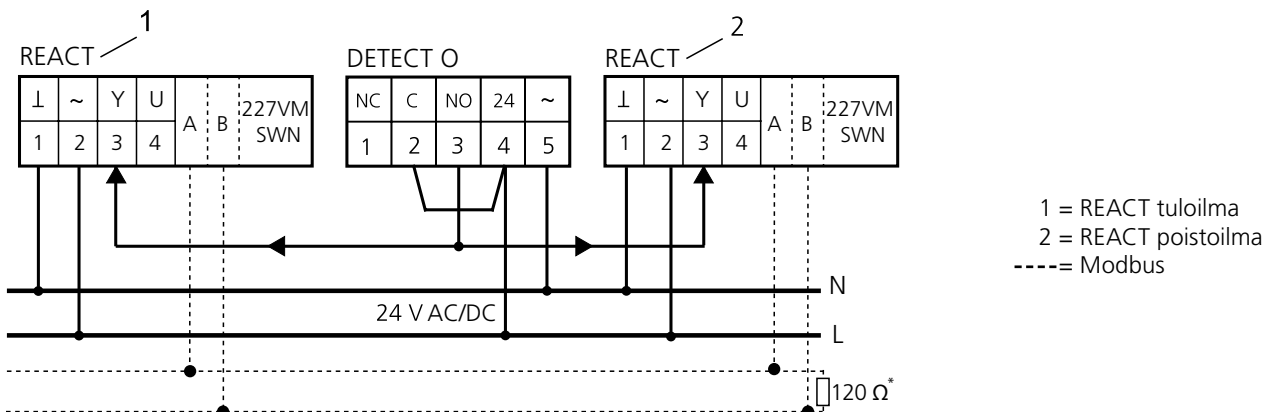 1
2
REACT
DETECT O
REACT
⊥ ~ Y U A B 227VM SWN
1 2 3 4
NC C NO 24 ~
1 2 3 4 5
⊥ ~ Y U A B 227VM SWN
1 2 3 4
1 = REACT tuloilma
2 = REACT poistoilma
----= Modbus
N
24 V AC/DC
L
120 Ω*